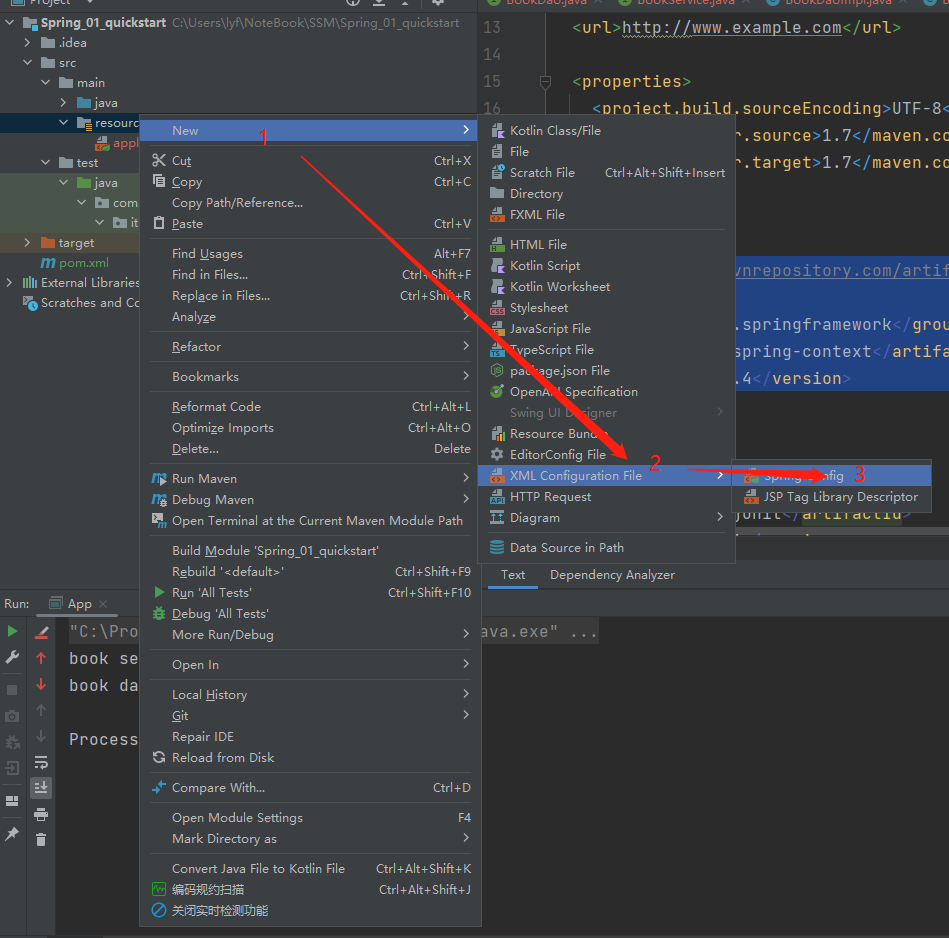 Project
Spring_01_quickstart C:\Users\lyf\NoteBook\SSM\Spring_01_quickstart
.idea
src
main
java
resourc
appl
test
java
com
it
target
pom.xml
External Libraries
Scratches and Co
BookDao.java
BookService.java
BookDaoImpl.java
13
<url>http://www.example.com</url>
14
15
<properties>
16
<project.build.sourceEncoding>UTF-8<
r.source>1.7</maven.co
r.target>1.7</maven.co
vnrepository.com/artif
.springframework</grou
spring-context</artifa
.4</version>
junit</artifactId>
New
1
Cut Ctrl+X
Copy Ctrl+C
Copy Path/Reference...
Paste Ctrl+V
Find Usages Alt+F7
Find in Files... Ctrl+Shift+F
Replace in Files... Ctrl+Shift+R
Analyze
Refactor
Bookmarks
Reformat Code Ctrl+Alt+L
Optimize Imports Ctrl+Alt+O
Delete... Delete
Run Maven
Debug Maven
Open Terminal at the Current Maven Module Path
Build Module 'Spring_01_quickstart'
Rebuild '<default>' Ctrl+Shift+F9
Run 'All Tests' Ctrl+Shift+F10
Debug 'All Tests'
More Run/Debug
Open In
Local History
Git
Repair IDE
Reload from Disk
Compare With... Ctrl+D
Open Module Settings F4
Mark Directory as
Convert Java File to Kotlin File Ctrl+Alt+Shift+K
编码规约扫描 Ctrl+Alt+Shift+J
关闭实时检测功能
Kotlin Class/File
File
Scratch File Ctrl+Alt+Shift+Insert
Directory
FXML File
HTML File
Kotlin Script
Kotlin Worksheet
Stylesheet
JavaScript File
TypeScript File
package.json File
OpenAPI Specification
Swing UI Designer
Resource Bundle
EditorConfig File
XML Configuration File
2
HTTP Request
Diagram
Data Source in Path
Spring Config
3
JSP Tag Library Descriptor
Text
Dependency Analyzer
Run:
App
"C:\Pro
ava.exe" ...
book se
book da
Process